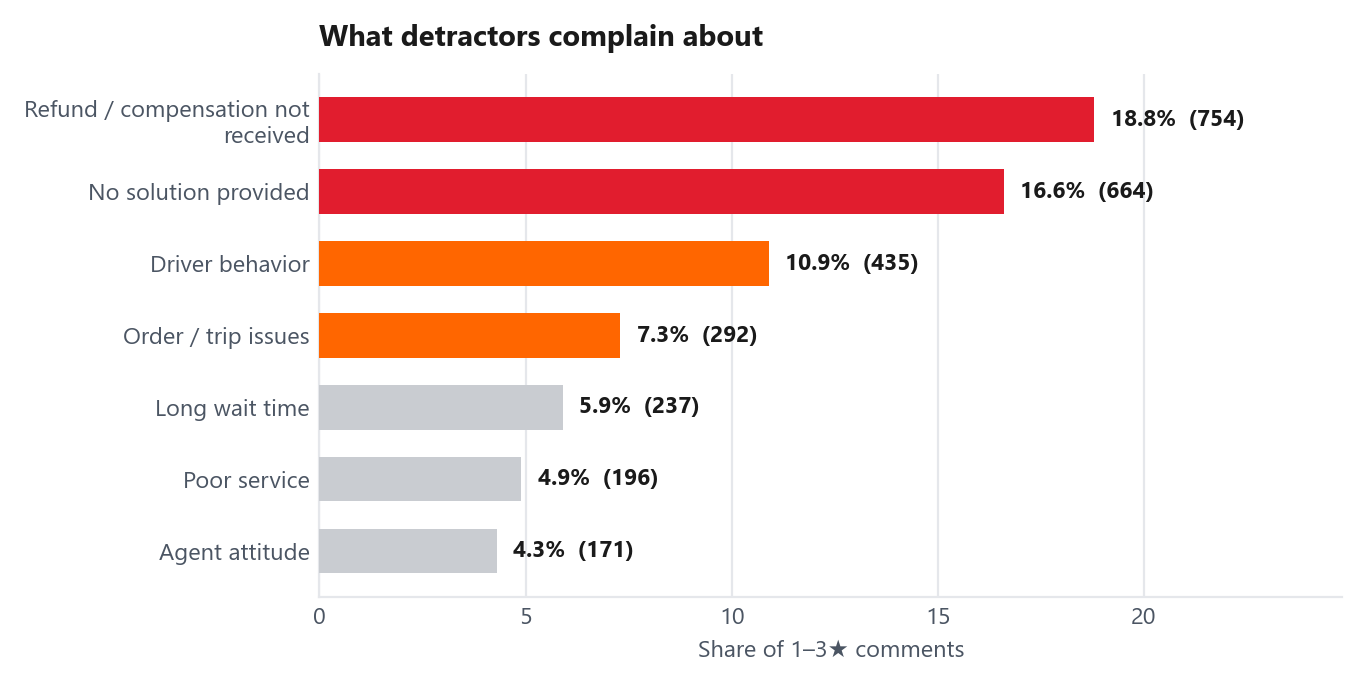 What detractors complain about
Refund / compensation not
received
18.8% (754)
No solution provided
16.6% (664)
Driver behavior
10.9% (435)
Order / trip issues
7.3% (292)
Long wait time
5.9% (237)
Poor service
4.9% (196)
Agent attitude
4.3% (171)
0 5 10 15 20
Share of 1–3★ comments